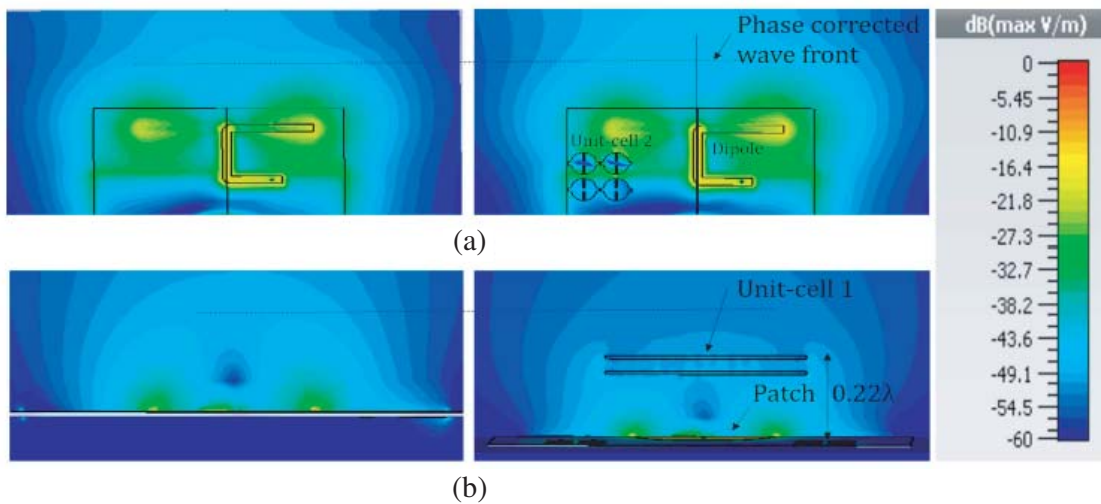 Phase corrected
wave front
Unit-cell 2
Dipole
(a)
Unit-cell 1
Patch
0.22λ
(b)
dB(max V/m)
0
-5.45
-10.9
-16.4
-21.8
-27.3
-32.7
-38.2
-43.6
-49.1
-54.5
-60